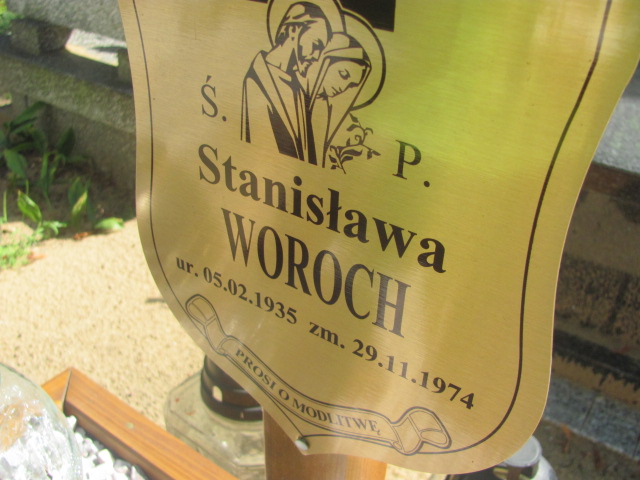 Ś. P.
Stanisława
WOROCH
ur. 05.02.1935 zm. 29.11.1974
PROSI O MODLITWĘ